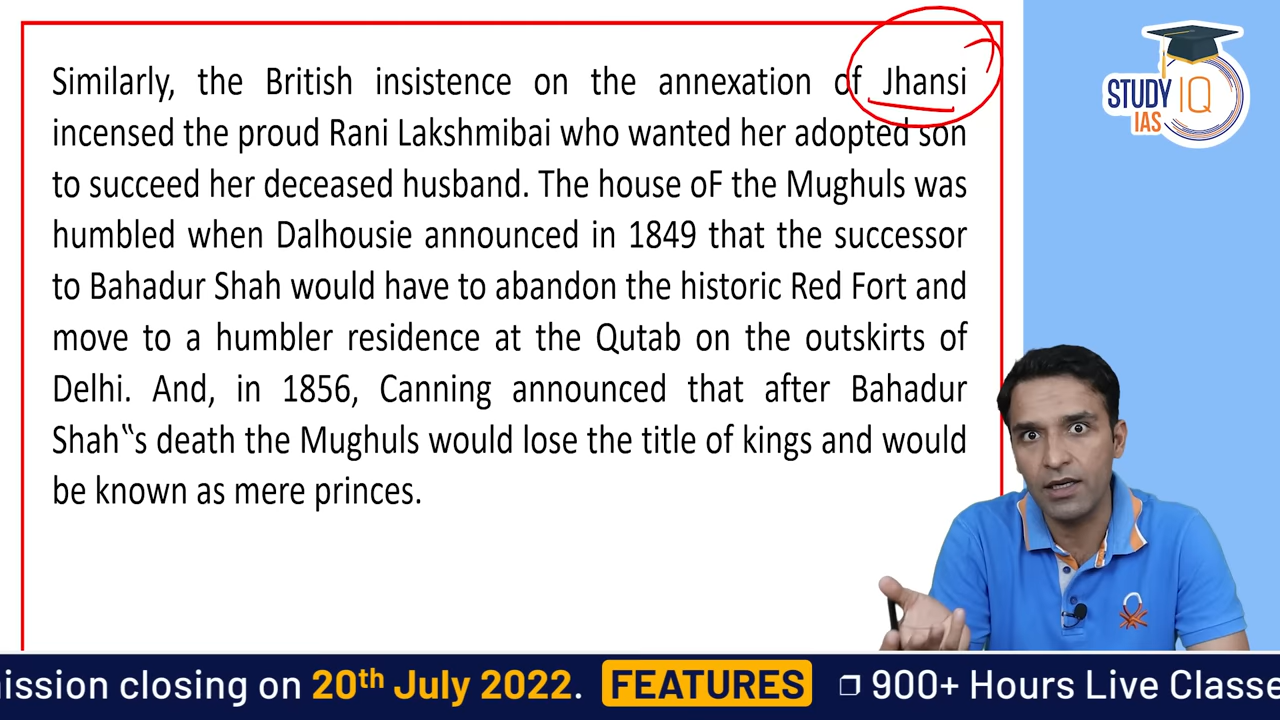 Similarly, the British insistence on the annexation of Jhansi
incensed the proud Rani Lakshmibai who wanted her adopted son
to succeed her deceased husband. The house oF the Mughuls was
humbled when Dalhousie announced in 1849 that the successor
to Bahadur Shah would have to abandon the historic Red Fort and
move to a humbler residence at the Qutab on the outskirts of
Delhi. And, in 1856, Canning announced that after Bahadur
Shah‟s death the Mughuls would lose the title of kings and would
be known as mere princes.
STUDY IQ
IAS
ission closing on 20th July 2022. FEATURES ❐ 900+ Hours Live Classe